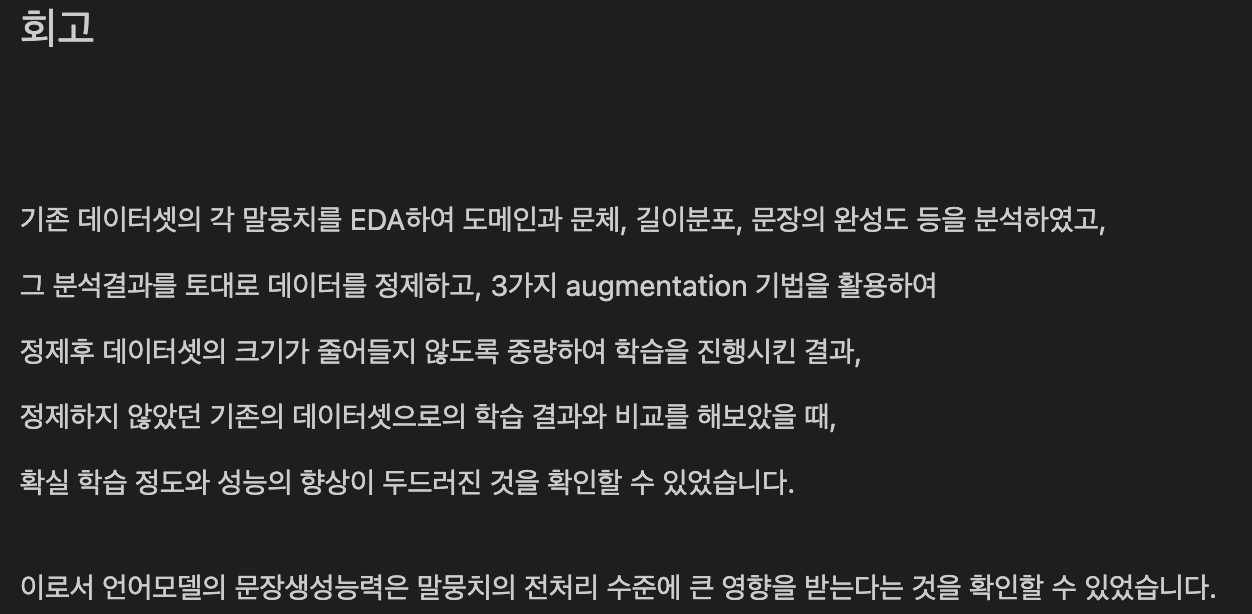 회고
기존 데이터셋의 각 말뭉치를 EDA하여 도메인과 문체, 길이분포, 문장의 완성도 등을 분석하였고,
그 분석결과를 토대로 데이터를 정제하고, 3가지 augmentation 기법을 활용하여
정제후 데이터셋의 크기가 줄어들지 않도록 중량하여 학습을 진행시킨 결과,
정제하지 않았던 기존의 데이터셋으로의 학습 결과와 비교를 해보았을 때,
확실 학습 정도와 성능의 향상이 두드러진 것을 확인할 수 있었습니다.
이로서 언어모델의 문장생성능력은 말뭉치의 전처리 수준에 큰 영향을 받는다는 것을 확인할 수 있었습니다.